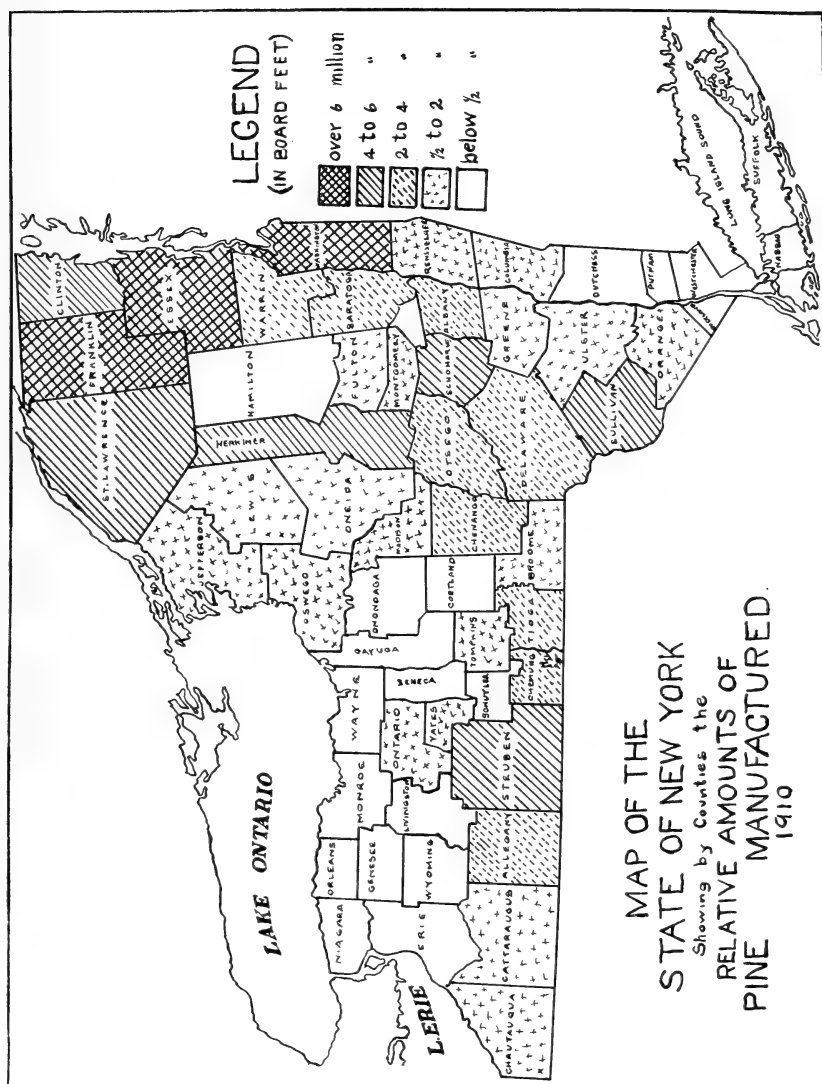 MAP OF THE
STATE OF NEW YORK
Showing by Counties the
RELATIVE AMOUNTS OF
PINE MANUFACTURED.
1910
LEGEND
(IN BOARD FEET)
over 6 million
4 to 6 "
2 to 4 "
½ to 2 "
below ½ "
LAKE ONTARIO
L. ERIE
LONG ISLAND SOUND
SUFFOLK
NASSAU
CLINTON
FRANKLIN
ESSEX
ST. LAWRENCE
WARREN
WASHINGTON
HAMILTON
HERKIMER
LEWIS
JEFFERSON
OSWEGO
ONEIDA
FULTON
SARATOGA
MONTGOMERY
RENSSELAER
ALBANY
SCHOHARIE
OTSEGO
MADISON
CHENANGO
ONONDAGA
CORTLAND
CAYUGA
WAYNE
SENECA
ONTARIO
YATES
MONROE
LIVINGSTON
ORLEANS
GENESEE
WYOMING
NIAGARA
ERIE
CHAUTAUQUA
CATTARAUGUS
ALLEGANY
STEUBEN
SCHUYLER
CHEMUNG
TOMPKINS
TIOGA
BROOME
DELAWARE
GREENE
COLUMBIA
ULSTER
SULLIVAN
ORANGE
DUTCHESS
PUTNAM
WESTCHESTER